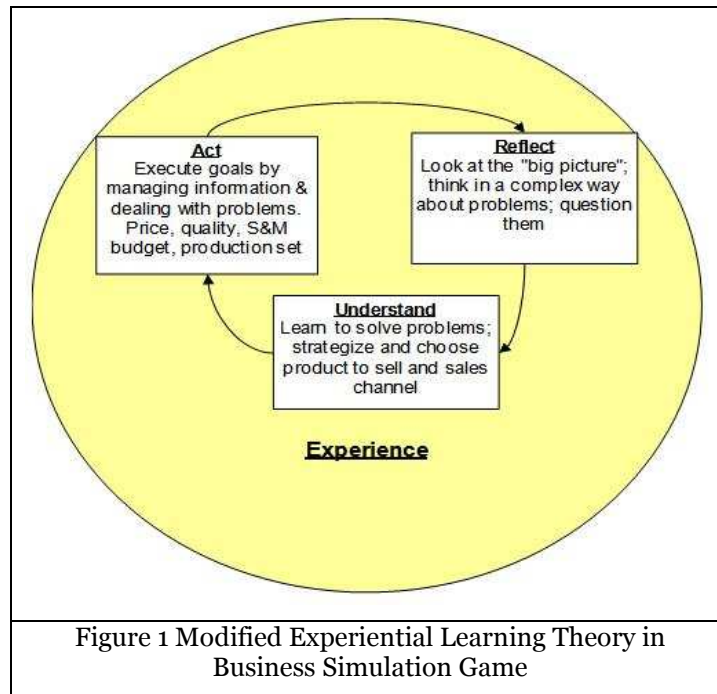 Act
Execute goals by
managing information &
dealing with problems.
Price, quality, S&M
budget, production set
Reflect
Look at the "big picture";
think in a complex way
about problems; question
them
Understand
Learn to solve problems;
strategize and choose
product to sell and sales
channel
Experience
Figure 1 Modified Experiential Learning Theory in
Business Simulation Game